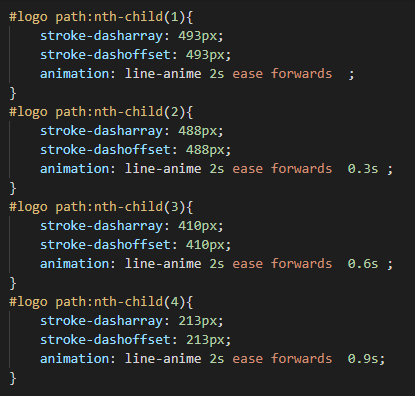 #logo path:nth-child(1){
    stroke-dasharray: 493px;
    stroke-dashoffset: 493px;
    animation: line-anime 2s ease forwards  ;
}
#logo path:nth-child(2){
    stroke-dasharray: 488px;
    stroke-dashoffset: 488px;
    animation: line-anime 2s ease forwards  0.3s ;
}
#logo path:nth-child(3){
    stroke-dasharray: 410px;
    stroke-dashoffset: 410px;
    animation: line-anime 2s ease forwards  0.6s ;
}
#logo path:nth-child(4){
    stroke-dasharray: 213px;
    stroke-dashoffset: 213px;
    animation: line-anime 2s ease forwards  0.9s;
}